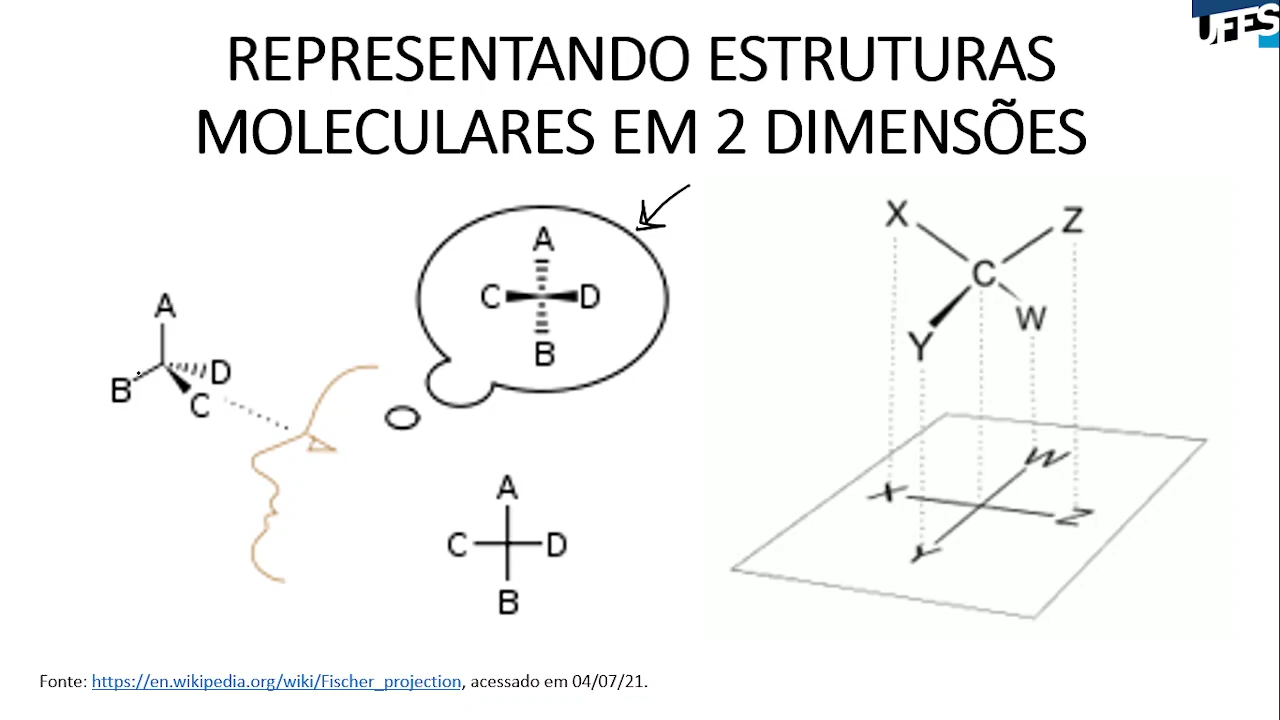 UFES
REPRESENTANDO ESTRUTURAS
MOLECULARES EM 2 DIMENSÕES
A
B
D
C
A
C
D
B
A
C
D
B
X
Z
C
W
Y
W
X
Z
Y
Fonte: https://en.wikipedia.org/wiki/Fischer_projection, acessado em 04/07/21.